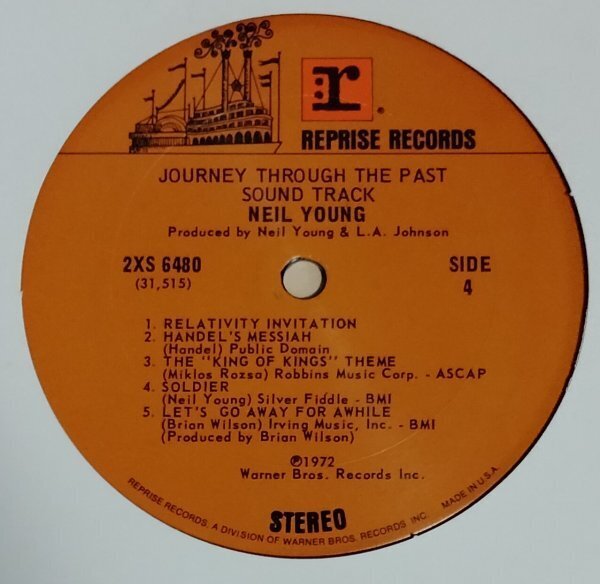 r
REPRISE RECORDS
JOURNEY THROUGH THE PAST
SOUND TRACK
NEIL YOUNG
Produced by Neil Young & L.A. Johnson
2XS 6480
(31,515)
SIDE
4
1. RELATIVITY INVITATION
2. HANDEL'S MESSIAH
(Handel) Public Domain
3. THE "KING OF KINGS" THEME
(Miklos Rozsa) Robbins Music Corp. - ASCAP
4. SOLDIER
(Neil Young) Silver Fiddle - BMI
5. LET'S GO AWAY FOR AWHILE
(Brian Wilson) Irving Music, Inc. - BMI
(Produced by Brian Wilson)
℗1972
Warner Bros. Records Inc.
STEREO
REPRISE RECORDS, A DIVISION OF WARNER BROS. RECORDS INC. MADE IN U.S.A.